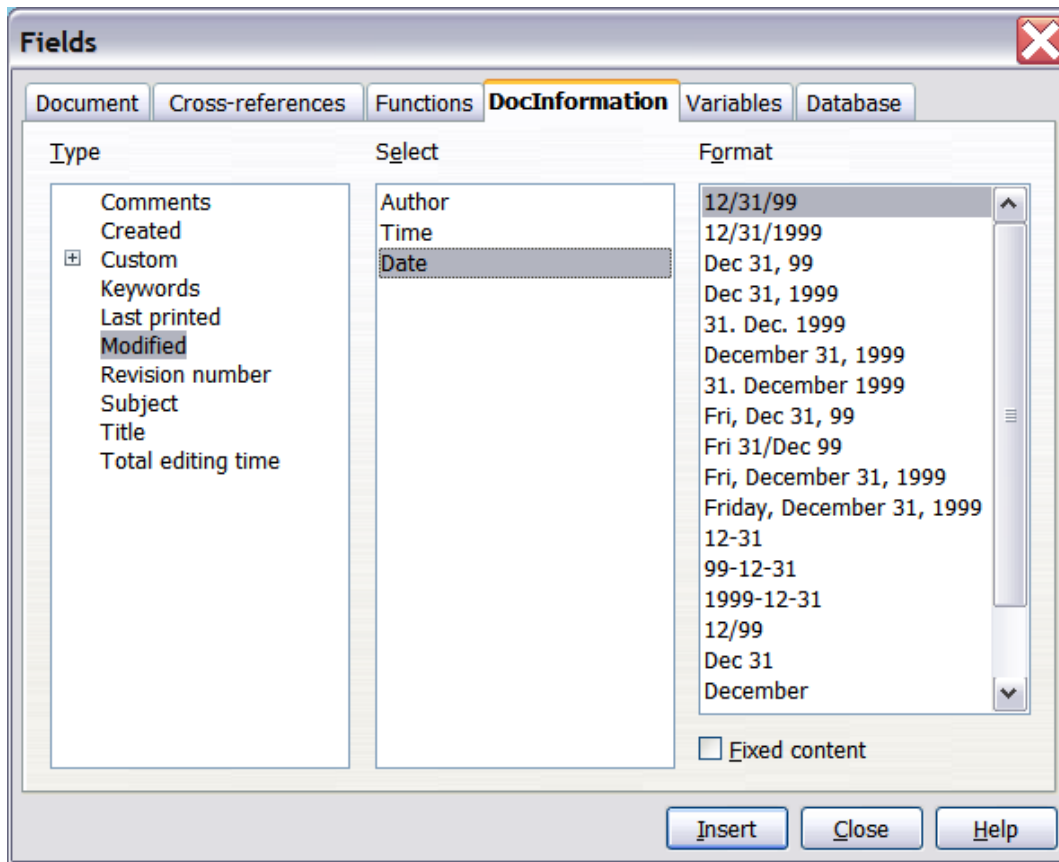 Fields
Document Cross-references Functions DocInformation Variables Database
Type
Comments
Created
Custom
Keywords
Last printed
Modified
Revision number
Subject
Title
Total editing time
Select
Author
Time
Date
Format
12/31/99
12/31/1999
Dec 31, 99
Dec 31, 1999
31. Dec. 1999
December 31, 1999
31. December 1999
Fri, Dec 31, 99
Fri 31/Dec 99
Fri, December 31, 1999
Friday, December 31, 1999
12-31
99-12-31
1999-12-31
12/99
Dec 31
December
Fixed content
Insert Close Help